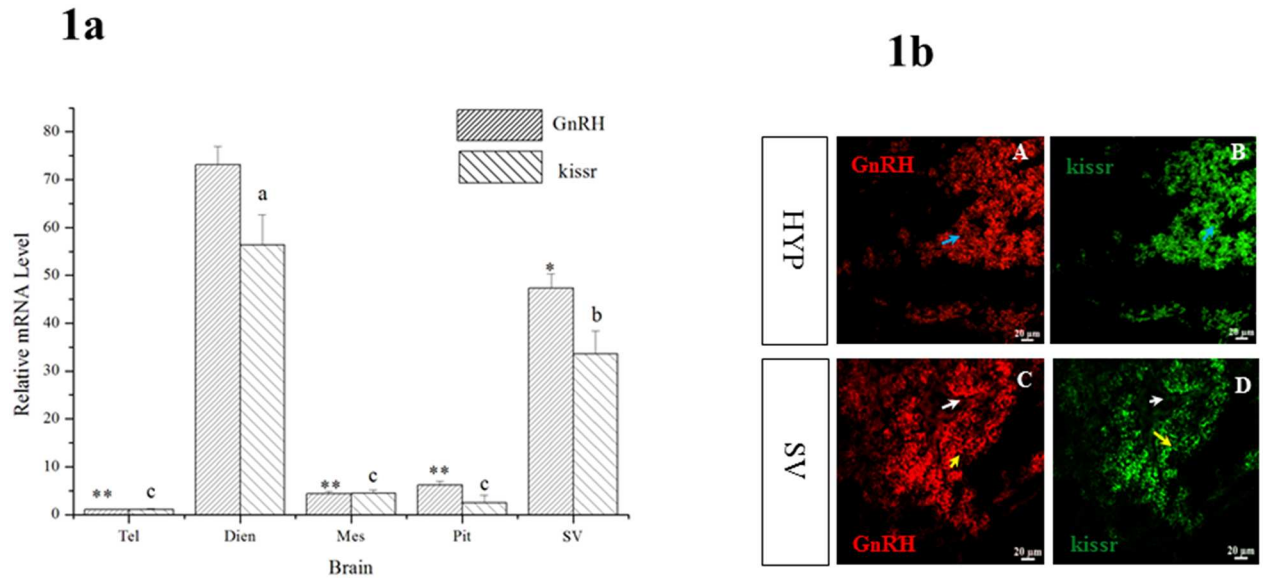 1a
1b
Relative mRNA Level
80
70
60
50
40
30
20
10
0
GnRH
kissr
** c
a
** c
** c
* b
Tel Dien Mes Pit SV
Brain
HYP
GnRH A
20 µm
kissr B
20 µm
SV
C
GnRH
20 µm
D
kissr
20 µm